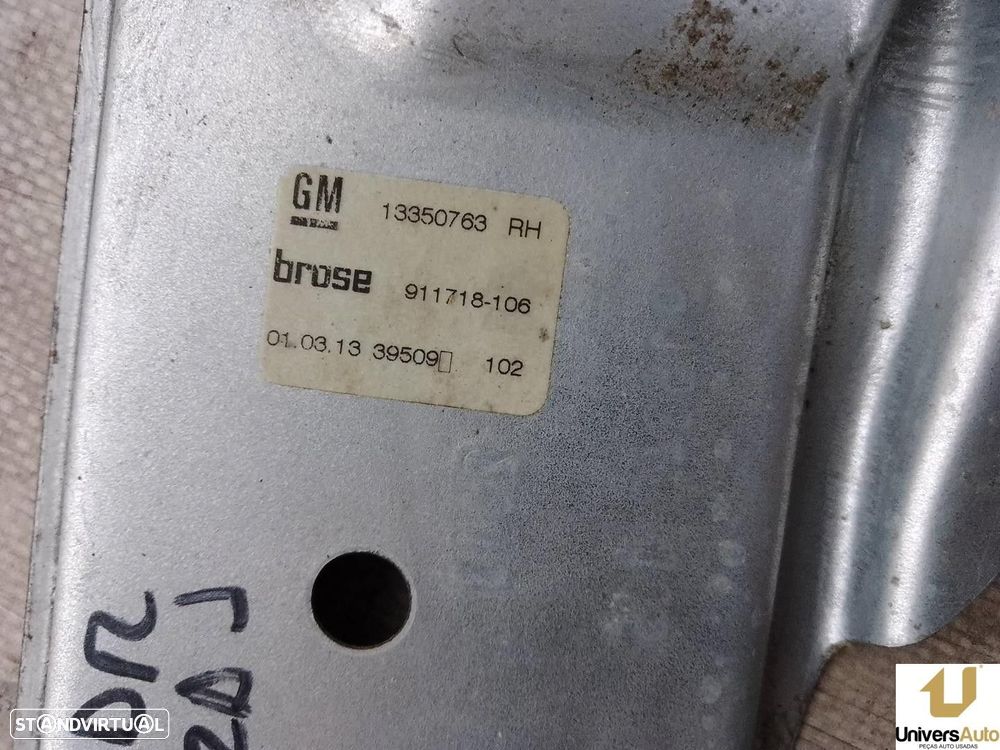 GM 13350763 RH
brose 911718-106
01.03.13 39509 102
STANDVIRTUAL
UniversAuto
PEÇAS AUTO USADAS